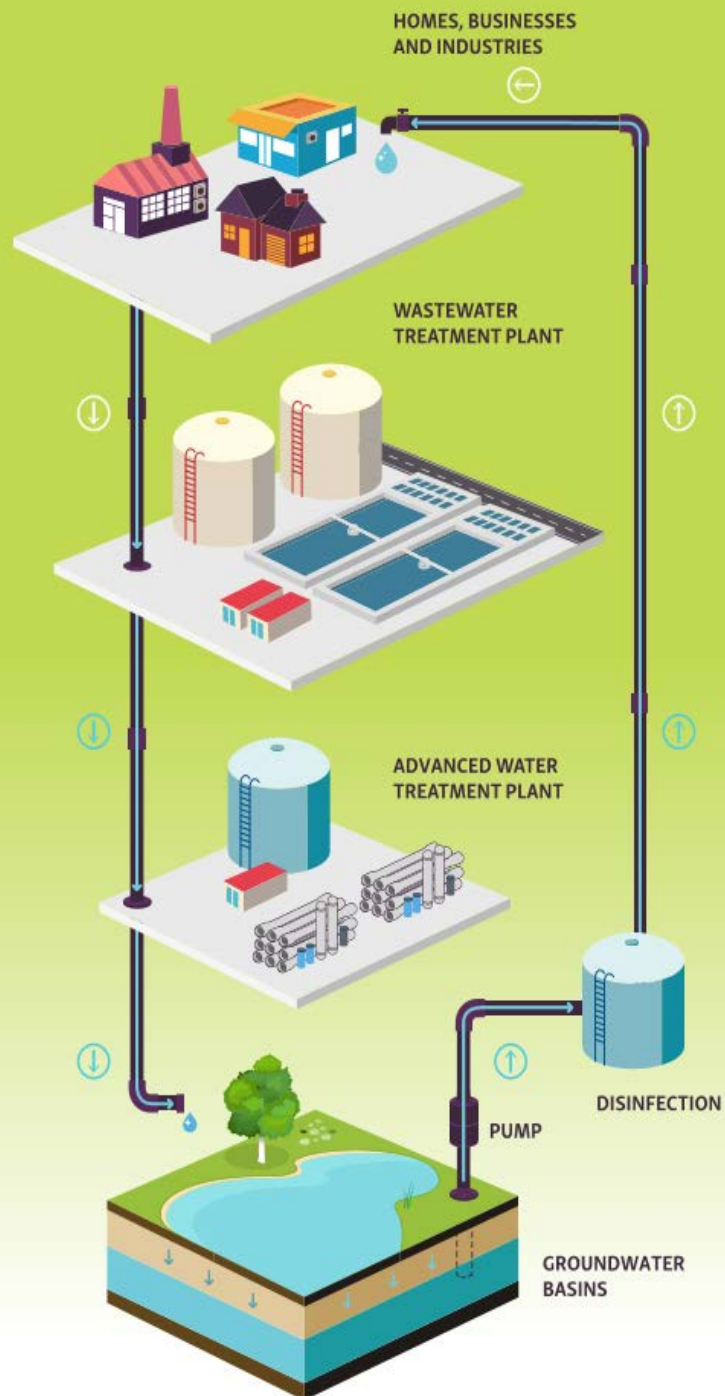 HOMES, BUSINESSES
AND INDUSTRIES
WASTEWATER
TREATMENT PLANT
ADVANCED WATER
TREATMENT PLANT
DISINFECTION
PUMP
GROUNDWATER
BASINS